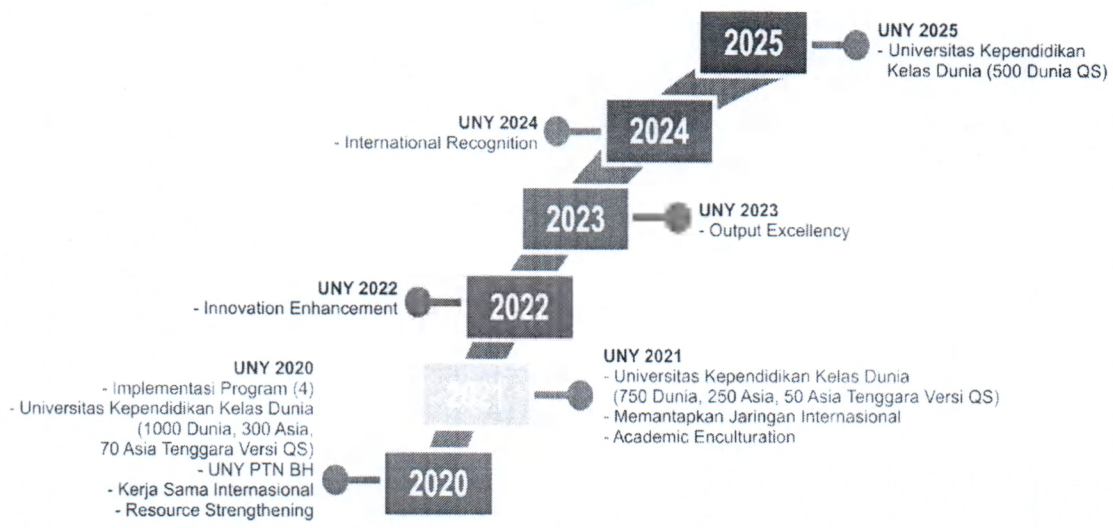 2025
UNY 2025
- Universitas Kependidikan
Kelas Dunia (500 Dunia QS)
UNY 2024
- International Recognition
2024
2023
UNY 2023
- Output Excellency
UNY 2022
- Innovation Enhancement
2022
UNY 2020
- Implementasi Program (4)
- Universitas Kependidikan Kelas Dunia
(1000 Dunia, 300 Asia,
70 Asia Tenggara Versi QS)
- UNY PTN BH
- Kerja Sama Internasional
- Resource Strengthening
2020
2021
UNY 2021
- Universitas Kependidikan Kelas Dunia
(750 Dunia, 250 Asia, 50 Asia Tenggara Versi QS)
- Memantapkan Jaringan Internasional
- Academic Enculturation